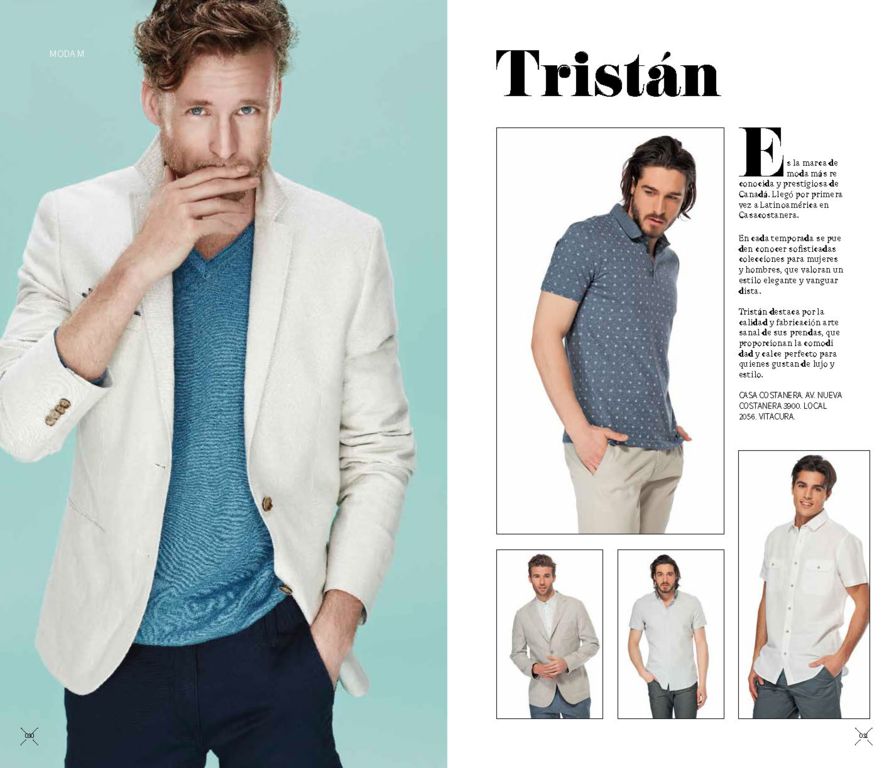 MODA M
Tristán
Es la marca de
moda más re
conocida y prestigiosa de
Canadá. Llegó por primera
vez a Latinoamérica en
Casacostanera.
En cada temporada se pue
den conocer sofisticadas
colecciones para mujeres
y hombres, que valoran un
estilo elegante y vanguar
dista.
Tristán destaca por la
calidad y fabricación arte
sanal de sus prendas, que
proporcionan la comodi
dad y calce perfecto para
quienes gustan de lujo y
estilo.
CASA COSTANERA. AV. NUEVA
COSTANERA 3900. LOCAL
2056. VITACURA.